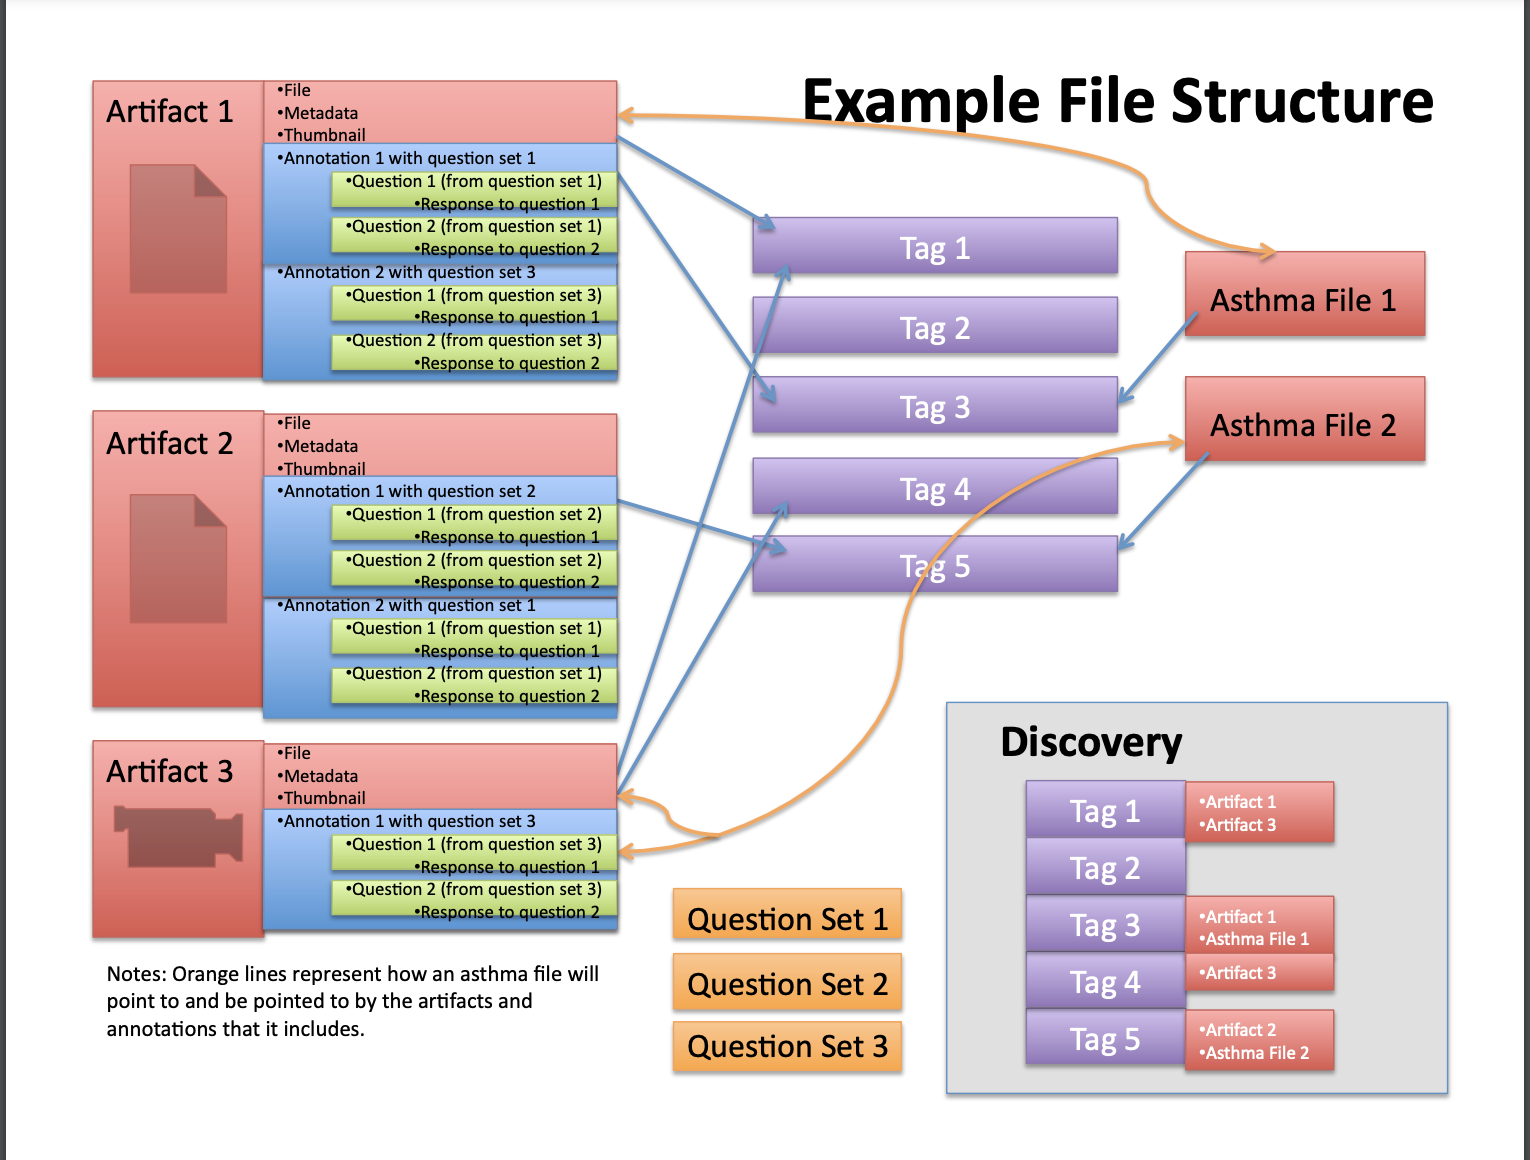 Example File Structure
Artifact 1
•File
•Metadata
•Thumbnail
•Annotation 1 with question set 1
•Question 1 (from question set 1)
•Response to question 1
•Question 2 (from question set 1)
•Response to question 2
•Annotation 2 with question set 3
•Question 1 (from question set 3)
•Response to question 1
•Question 2 (from question set 3)
•Response to question 2
Artifact 2
•File
•Metadata
•Thumbnail
•Annotation 1 with question set 2
•Question 1 (from question set 2)
•Response to question 1
•Question 2 (from question set 2)
•Response to question 2
•Annotation 2 with question set 1
•Question 1 (from question set 1)
•Response to question 1
•Question 2 (from question set 1)
•Response to question 2
Artifact 3
•File
•Metadata
•Thumbnail
•Annotation 1 with question set 3
•Question 1 (from question set 3)
•Response to question 1
•Question 2 (from question set 3)
•Response to question 2
Notes: Orange lines represent how an asthma file will
point to and be pointed to by the artifacts and
annotations that it includes.
Tag 1
Tag 2
Tag 3
Tag 4
Tag 5
Asthma File 1
Asthma File 2
Question Set 1
Question Set 2
Question Set 3
Discovery
Tag 1
•Artifact 1
•Artifact 3
Tag 2
Tag 3
•Artifact 1
•Asthma File 1
Tag 4
•Artifact 3
Tag 5
•Artifact 2
•Asthma File 2